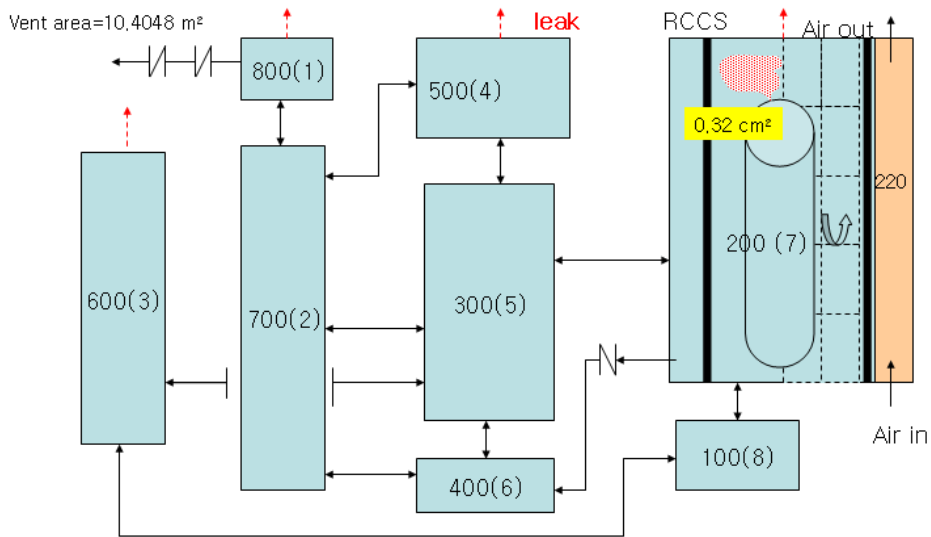 Vent area=10,4048 m²
leak
RCCS
Air out
800(1)
500(4)
0,32 cm²
220
200 (7)
600(3)
700(2)
300(5)
Air in
100(8)
400(6)